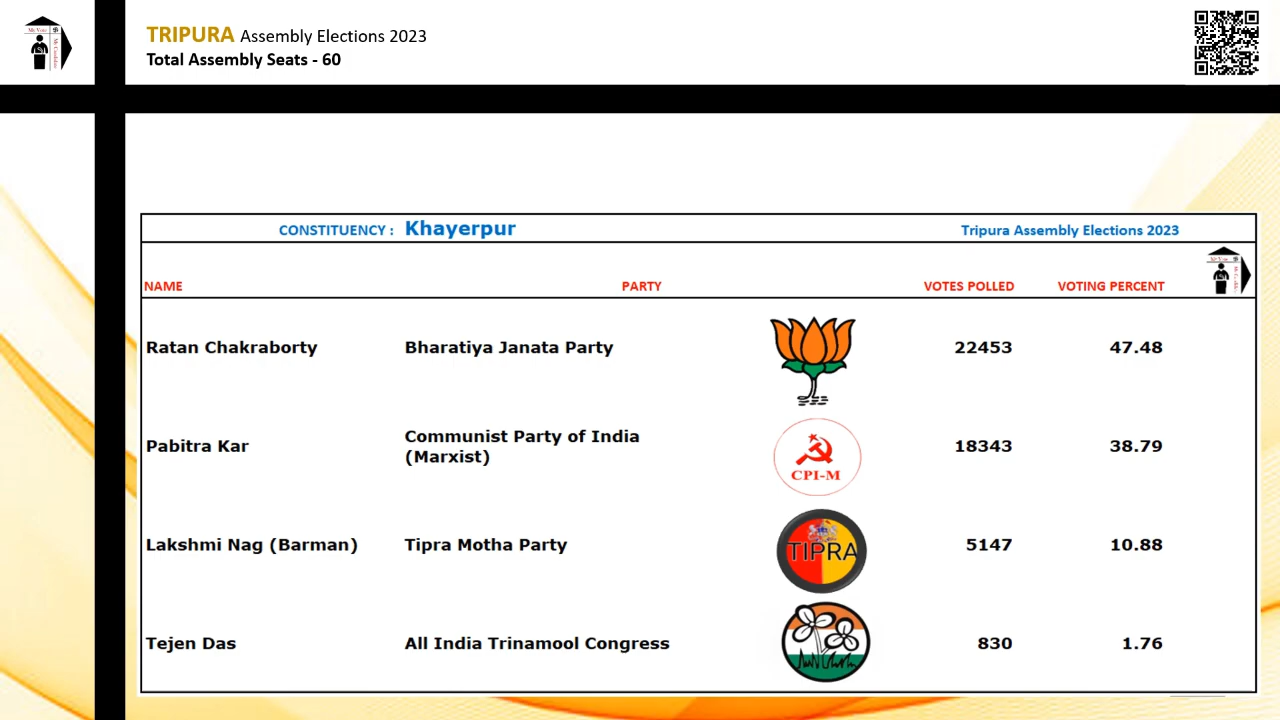 TRIPURA Assembly Elections 2023
Total Assembly Seats - 60
CONSTITUENCY : Khayerpur Tripura Assembly Elections 2023
NAME PARTY VOTES POLLED VOTING PERCENT
Ratan Chakraborty Bharatiya Janata Party 22453 47.48
Pabitra Kar Communist Party of India (Marxist) 18343 38.79
CPI-M
Lakshmi Nag (Barman) Tipra Motha Party 5147 10.88
TIPRA
Tejen Das All India Trinamool Congress 830 1.76